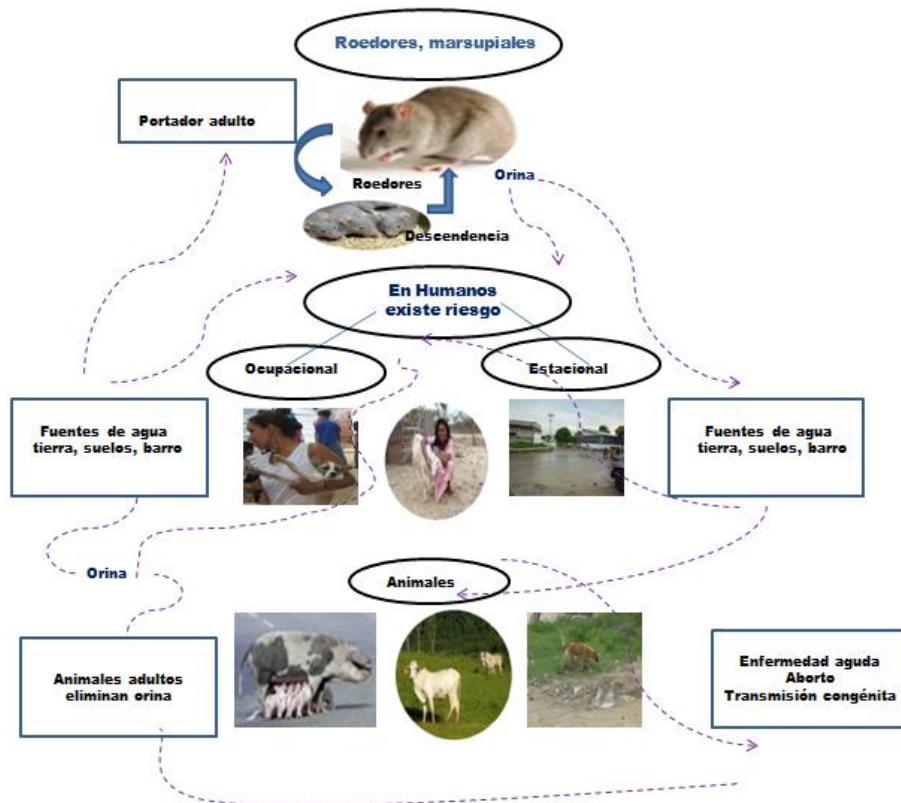 Roedores, marsupiales
Portador adulto
Roedores
Orina
Descendencia
En Humanos
existe riesgo
Ocupacional
Estacional
Fuentes de agua
tierra, suelos, barro
Fuentes de agua
tierra, suelos, barro
Orina
Animales
Animales adultos
eliminan orina
Enfermedad aguda
Aborto
Transmisión congénita